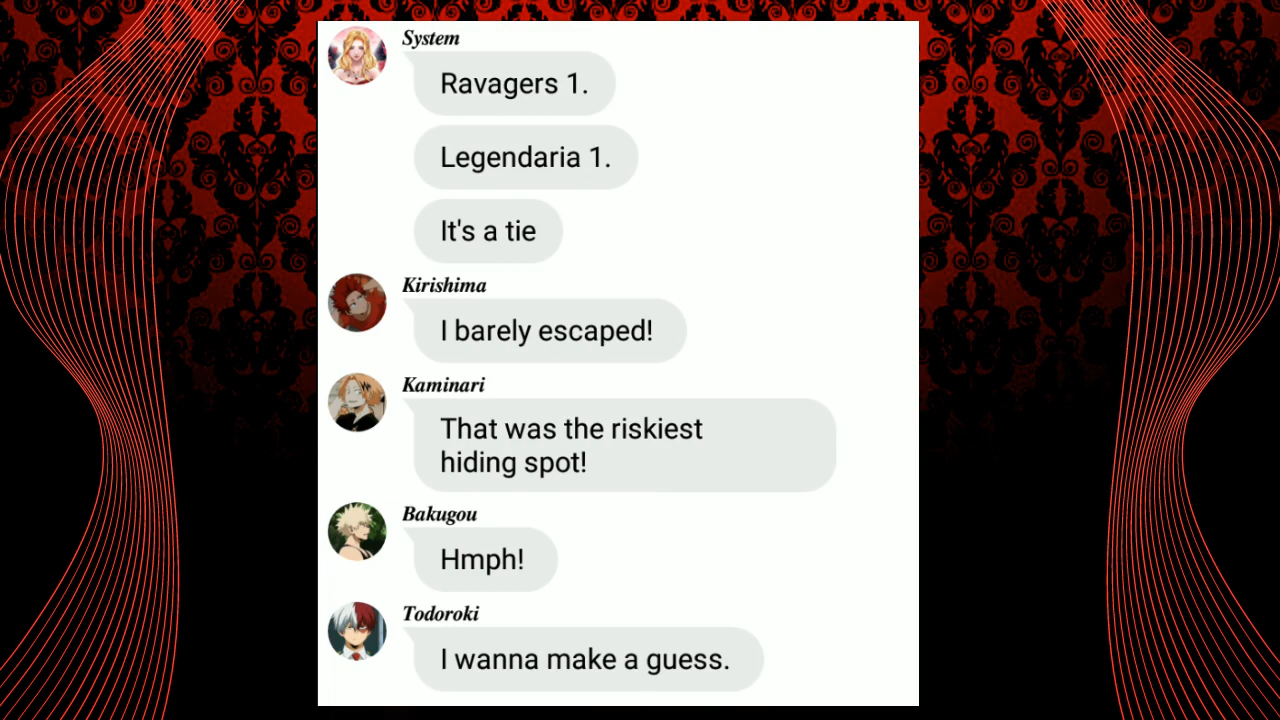 System
Ravagers 1.
Legendaria 1.
It's a tie
Kirishima
I barely escaped!
Kaminari
That was the riskiest
hiding spot!
Bakugou
Hmph!
Todoroki
I wanna make a guess.